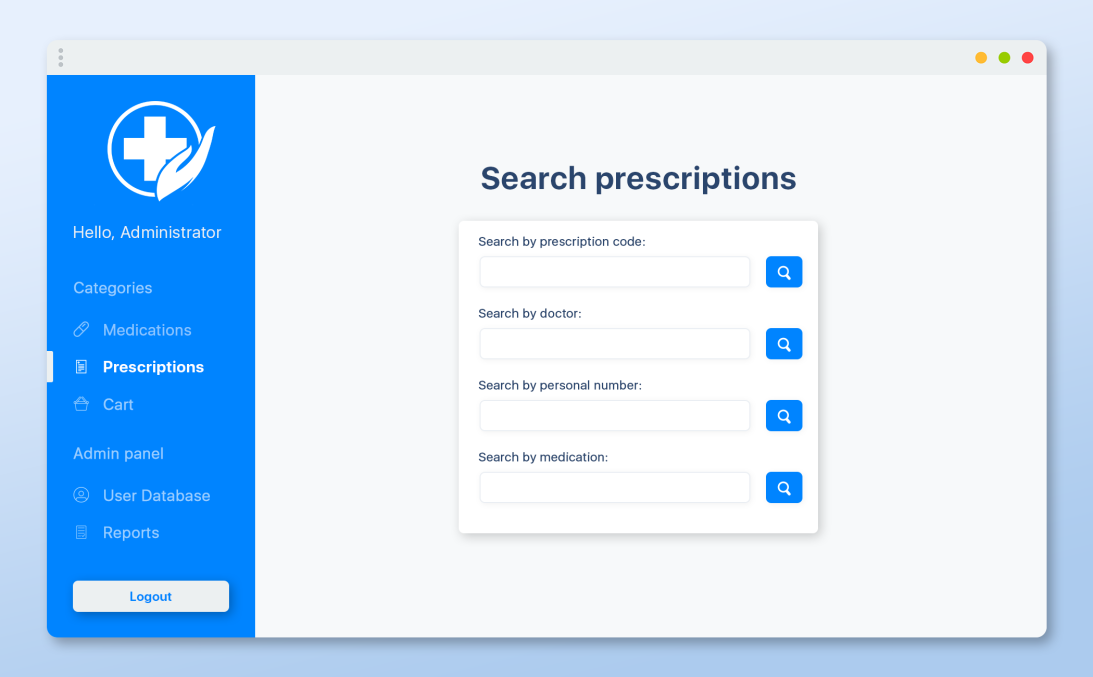 Hello, Administrator
Categories
Medications
Prescriptions
Cart
Admin panel
User Database
Reports
Logout
Search prescriptions
Search by prescription code:
Search by doctor:
Search by personal number:
Search by medication: